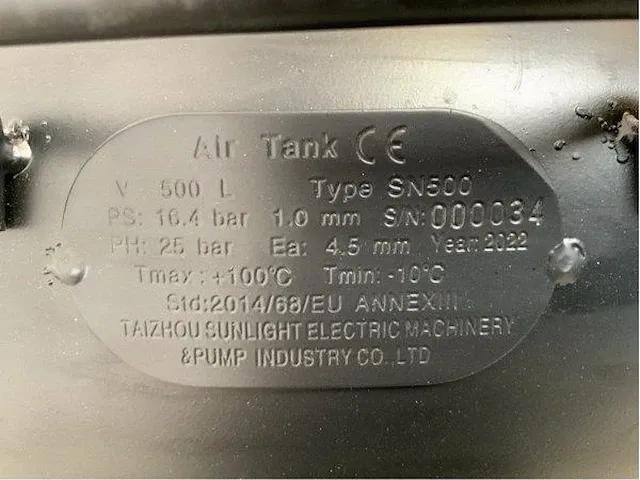 Air Tank CE
V 500 L Type SN500
PS: 16.4 bar 1.0 mm S/N: 000034
PH: 25 bar Ea: 4.5 mm Year: 2022
Tmax: +100°C Tmin: -10°C
Std:2014/68/EU ANNEXIII
TAIZHOU SUNLIGHT ELECTRIC MACHINERY
&PUMP INDUSTRY CO.,LTD